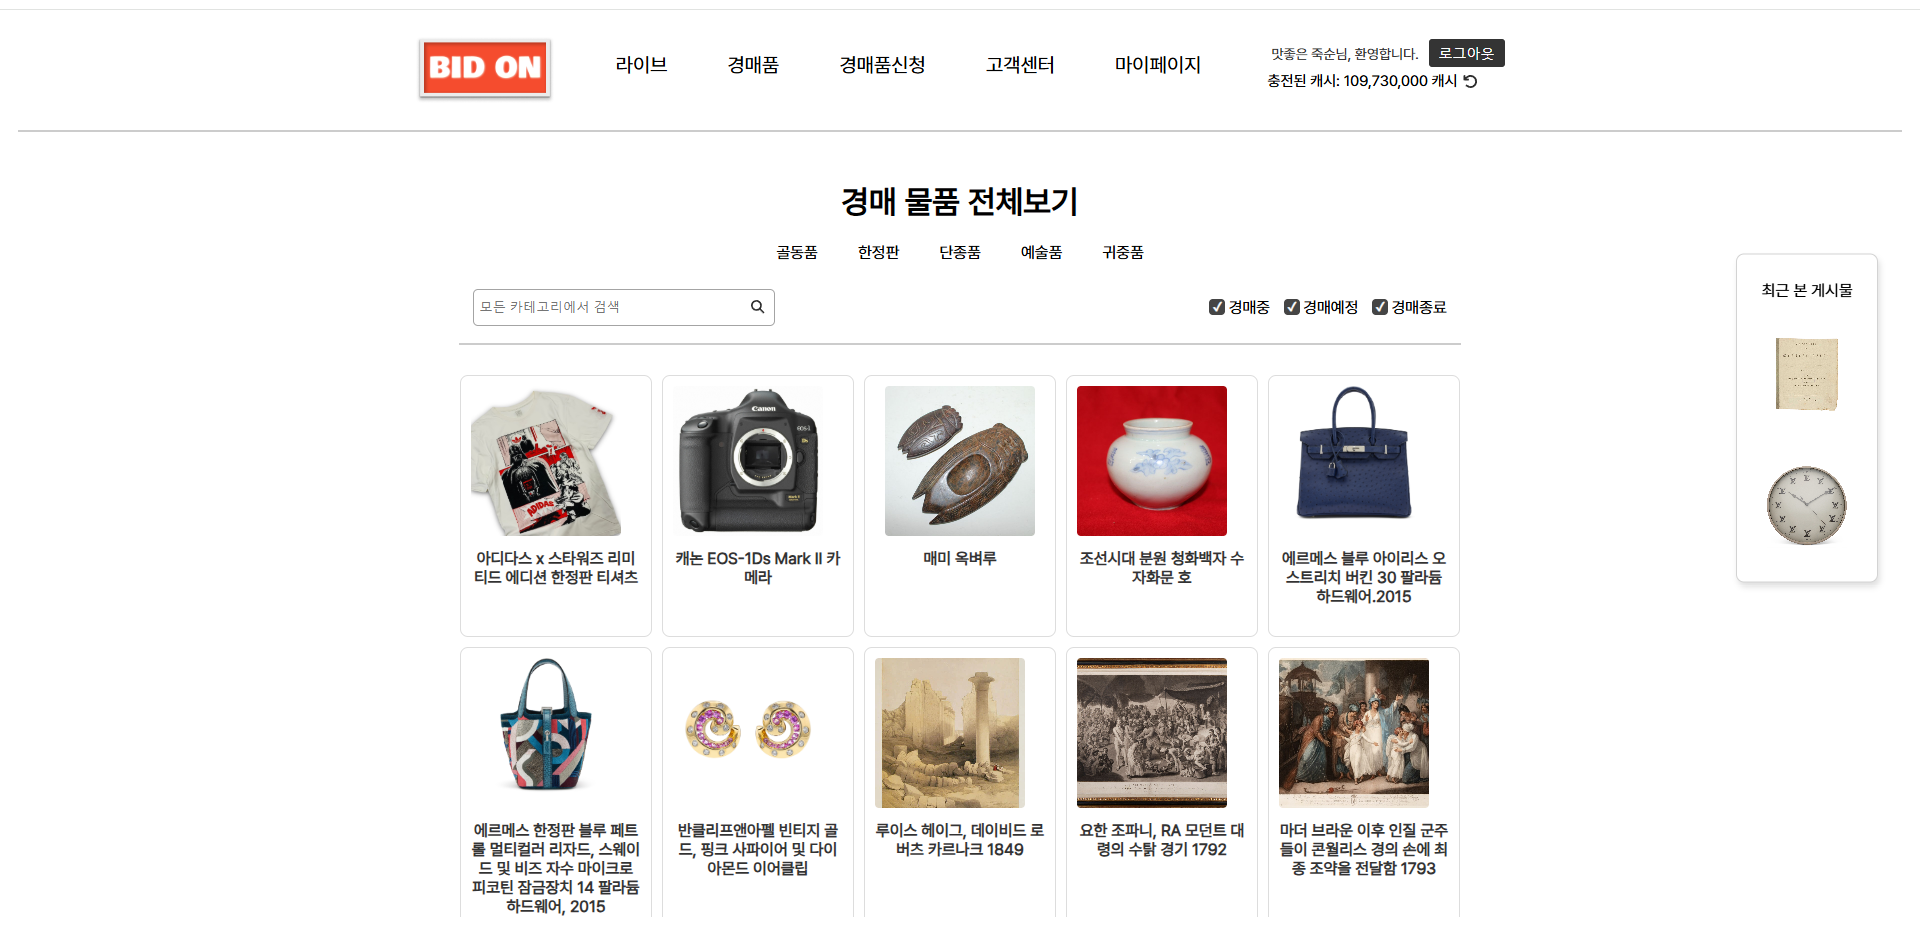 BID ON
라이브
경매품
경매품신청
고객센터
마이페이지
맛좋은 죽순님, 환영합니다.
로그아웃
충전된 캐시: 109,730,000 캐시
경매 물품 전체보기
골동품
한정판
단종품
예술품
귀중품
모든 카테고리에서 검색
경매중
경매예정
경매종료
최근 본 게시물
ADIDAS
Canon
아디다스 x 스타워즈 리미
티드 에디션 한정판 티셔츠
캐논 EOS-1Ds Mark II 카
메라
매미 옥벼루
조선시대 분원 청화백자 수
자화문 호
에르메스 블루 아이리스 오
스트리치 버킨 30 팔라듐
하드웨어.2015
에르메스 한정판 블루 페트
롤 멀티컬러 리자드, 스웨이
드 및 비즈 자수 마이크로
피코틴 잠금장치 14 팔라듐
하드웨어, 2015
반클리프앤아펠 빈티지 골
드, 핑크 사파이어 및 다이
아몬드 이어클립
루이스 헤이그, 데이비드 로
버츠 카르나크 1849
요한 조파니, RA 모던트 대
령의 수탉 경기 1792
마더 브라운 이후 인질 군주
들이 콘월리스 경의 손에 최
종 조약을 전달함 1793